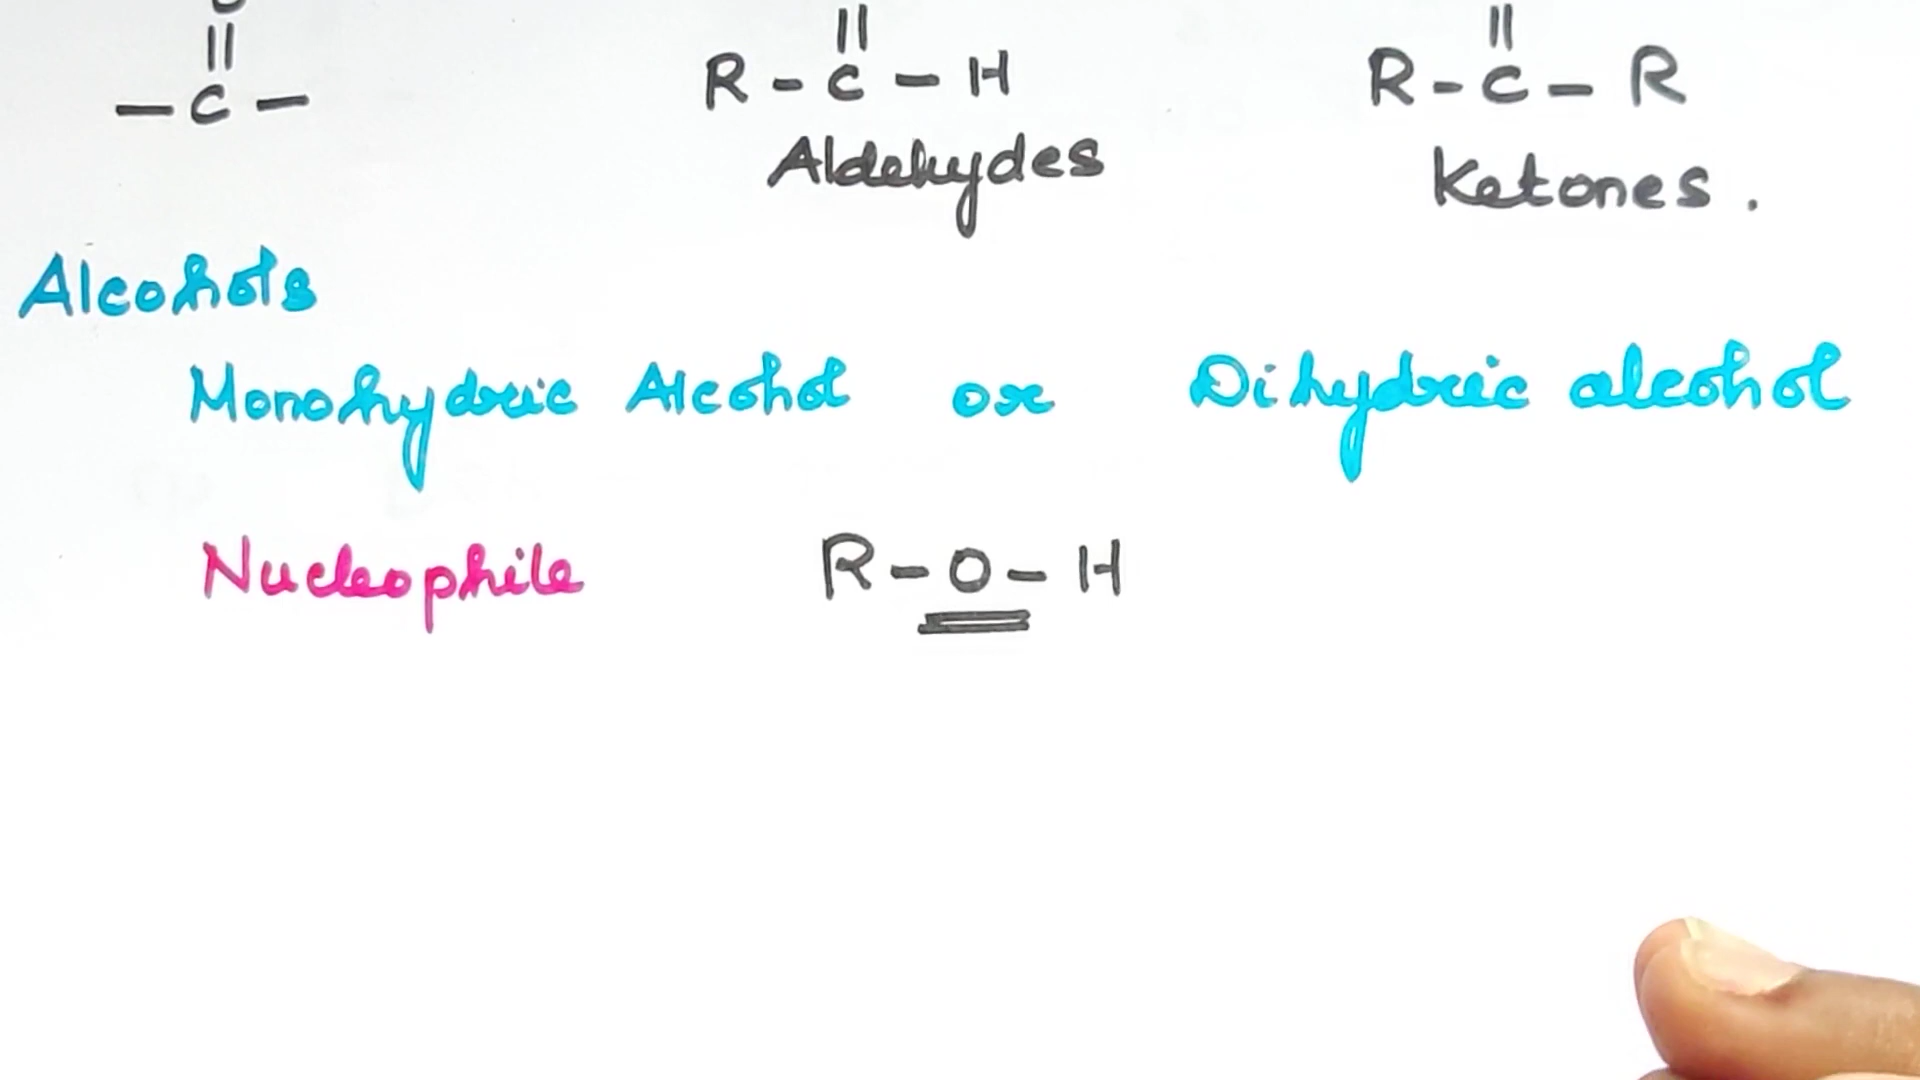 O
|| || ||
– C – R – C – H R – C – R
Aldehydes Ketones.
Alcohols
Monohydric Alcohol or Dihydric alcohol
Nucleophile R – O – H